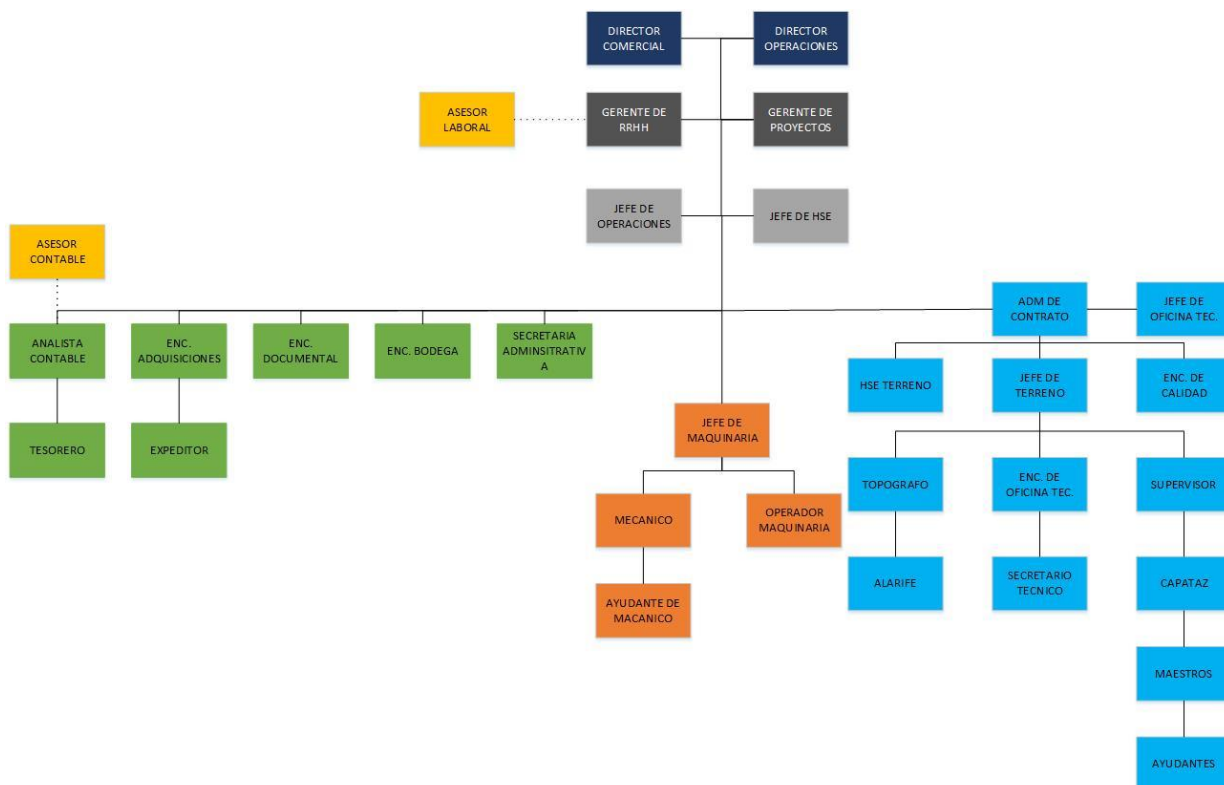 DIRECTOR
COMERCIAL
DIRECTOR
OPERACIONES
ASESOR
LABORAL
GERENTE DE
RRHH
GERENTE DE
PROYECTOS
JEFE DE
OPERACIONES
JEFE DE HSE
ASESOR
CONTABLE
ADM DE
CONTRATO
JEFE DE
OFICINA TEC.
ANALISTA
CONTABLE
ENC.
ADQUISICIONES
ENC.
DOCUMENTAL
ENC. BODEGA
SECRETARIA
ADMINSITRATIV
A
HSE TERRENO
JEFE DE
TERRENO
ENC. DE
CALIDAD
TESORERO
EXPEDITOR
JEFE DE
MAQUINARIA
TOPOGRAFO
ENC. DE
OFICINA TEC.
SUPERVISOR
MECANICO
OPERADOR
MAQUINARIA
ALARIFE
SECRETARIO
TECNICO
CAPATAZ
AYUDANTE DE
MACANICO
MAESTROS
AYUDANTES